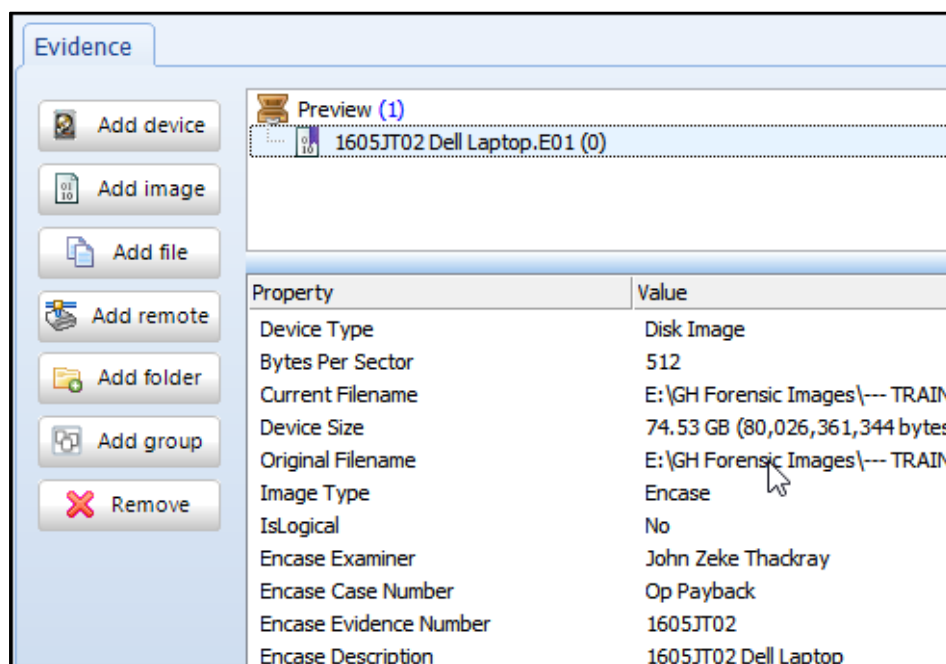 Evidence
Add device
Add image
Add file
Add remote
Add folder
Add group
Remove
Preview (1)
1605JT02 Dell Laptop.E01 (0)
Property Value
Device Type Disk Image
Bytes Per Sector 512
Current Filename E:\GH Forensic Images\--- TRAIN
Device Size 74.53 GB (80,026,361,344 bytes
Original Filename E:\GH Forensic Images\--- TRAIN
Image Type Encase
IsLogical No
Encase Examiner John Zeke Thackray
Encase Case Number Op Payback
Encase Evidence Number 1605JT02
Encase Description 1605JT02 Dell Laptop